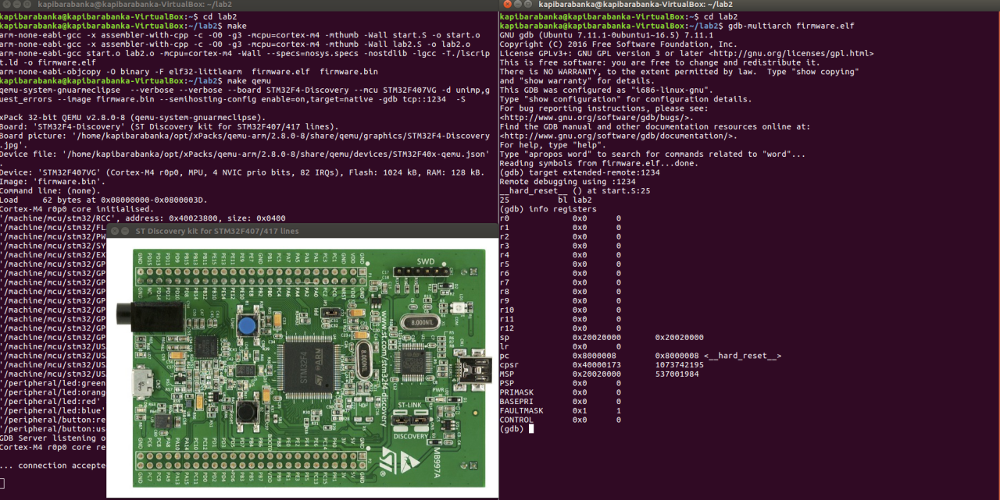 kapibarabanka@kapibarabanka-VirtualBox: ~/lab2
kapibarabanka@kapibarabanka-VirtualBox:~$ cd lab2
kapibarabanka@kapibarabanka-VirtualBox:~/lab2$ make
arm-none-eabi-gcc -x assembler-with-cpp -c -O0 -g3 -mcpu=cortex-m4 -mthumb -Wall start.S -o start.o
arm-none-eabi-gcc -x assembler-with-cpp -c -O0 -g3 -mcpu=cortex-m4 -mthumb -Wall lab2.S -o lab2.o
arm-none-eabi-gcc start.o lab2.o -mcpu=cortex-m4 -Wall --specs=nosys.specs -nostdlib -lgcc -T./lscrip
t.ld -o firmware.elf
arm-none-eabi-objcopy -O binary -F elf32-littlearm  firmware.elf  firmware.bin
kapibarabanka@kapibarabanka-VirtualBox:~/lab2$ make qemu
qemu-system-gnuarmeclipse  --verbose --verbose --board STM32F4-Discovery --mcu STM32F407VG -d unimp,g
uest_errors --image firmware.bin --semihosting-config enable=on,target=native -gdb tcp::1234  -S

xPack 32-bit QEMU v2.8.0-8 (qemu-system-gnuarmeclipse).
Board: 'STM32F4-Discovery' (ST Discovery kit for STM32F407/417 lines).
Board picture: '/home/kapibarabanka/opt/xPacks/qemu-arm/2.8.0-8/share/qemu/graphics/STM32F4-Discovery
.jpg'.
Device file: '/home/kapibarabanka/opt/xPacks/qemu-arm/2.8.0-8/share/qemu/devices/STM32F40x-qemu.json'
.
Device: 'STM32F407VG' (Cortex-M4 r0p0, MPU, 4 NVIC prio bits, 82 IRQs), Flash: 1024 kB, RAM: 128 kB.
Image: 'firmware.bin'.
Command line: (none).
Load     62 bytes at 0x08000000-0x0800003D.
Cortex-M4 r0p0 core initialised.
'/machine/mcu/stm32/RCC', address: 0x40023800, size: 0x0400
'/machine/mcu/stm32/FL
'/machine/mcu/stm32/PW
'/machine/mcu/stm32/SY
'/machine/mcu/stm32/EX
'/machine/mcu/stm32/GP
'/machine/mcu/stm32/GP
'/machine/mcu/stm32/GP
'/machine/mcu/stm32/GP
'/machine/mcu/stm32/GP
'/machine/mcu/stm32/GP
'/machine/mcu/stm32/GP
'/machine/mcu/stm32/GP
'/machine/mcu/stm32/GP
'/machine/mcu/stm32/US
'/machine/mcu/stm32/US
'/machine/mcu/stm32/US
'/machine/mcu/stm32/US
'/peripheral/led:green
'/peripheral/led:orang
'/peripheral/led:red'
'/peripheral/led:blue'
'/peripheral/button:re
'/peripheral/button:us
GDB Server listening o
Cortex-M4 r0p0 core re

... connection accepte
ST Discovery kit for STM32F407/417 lines
SWD
8.000N1L
STM32F4
ARM
www.st.com/stm32f4-discovery
PWR
ST-LINK
DISCOVERY
MB997A
kapibarabanka@kapibarabanka-VirtualBox: ~/lab2
kapibarabanka@kapibarabanka-VirtualBox:~$ cd lab2
kapibarabanka@kapibarabanka-VirtualBox:~/lab2$ gdb-multiarch firmware.elf
GNU gdb (Ubuntu 7.11.1-0ubuntu1~16.5) 7.11.1
Copyright (C) 2016 Free Software Foundation, Inc.
License GPLv3+: GNU GPL version 3 or later <http://gnu.org/licenses/gpl.html>
This is free software: you are free to change and redistribute it.
There is NO WARRANTY, to the extent permitted by law.  Type "show copying"
and "show warranty" for details.
This GDB was configured as "i686-linux-gnu".
Type "show configuration" for configuration details.
For bug reporting instructions, please see:
<http://www.gnu.org/software/gdb/bugs/>.
Find the GDB manual and other documentation resources online at:
<http://www.gnu.org/software/gdb/documentation/>.
For help, type "help".
Type "apropos word" to search for commands related to "word"...
Reading symbols from firmware.elf...done.
(gdb) target extended-remote:1234
Remote debugging using :1234
__hard_reset__ () at start.S:25
25          bl lab2
(gdb) info registers
r0             0x0      0
r1             0x0      0
r2             0x0      0
r3             0x0      0
r4             0x0      0
r5             0x0      0
r6             0x0      0
r7             0x0      0
r8             0x0      0
r9             0x0      0
r10            0x0      0
r11            0x0      0
r12            0x0      0
sp             0x20020000       0x20020000
lr             0x0      0
pc             0x8000008        0x8000008 <__hard_reset__>
cpsr           0x40000173       1073742195
MSP            0x20020000       537001984
PSP            0x0      0
PRIMASK        0x0      0
BASEPRI        0x0      0
FAULTMASK      0x1      1
CONTROL        0x0      0
(gdb)